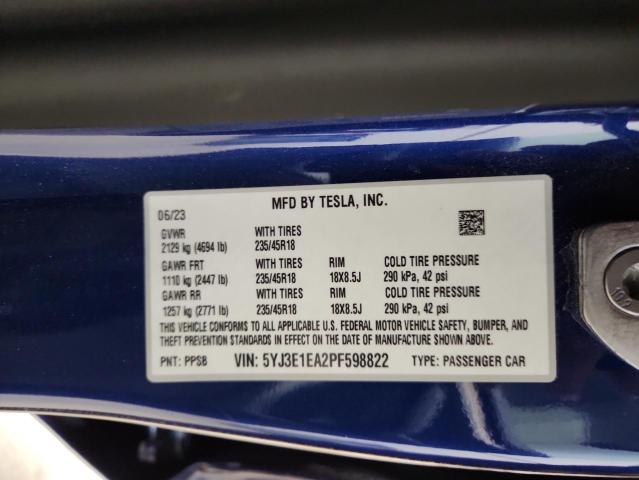 MFD BY TESLA, INC.
06/23
GVWR WITH TIRES
2129 kg (4694 lb) 235/45R18
GAWR FRT WITH TIRES RIM COLD TIRE PRESSURE
1110 kg (2447 lb) 235/45R18 18X8.5J 290 kPa, 42 psi
GAWR RR WITH TIRES RIM COLD TIRE PRESSURE
1257 kg (2771 lb) 235/45R18 18X8.5J 290 kPa, 42 psi
THIS VEHICLE CONFORMS TO ALL APPLICABLE U.S. FEDERAL MOTOR VEHICLE SAFETY, BUMPER, AND
THEFT PREVENTION STANDARDS IN EFFECT ON THE DATE OF MANUFACTURE SHOWN ABOVE.
PNT: PPSB VIN: 5YJ3E1EA2PF598822 TYPE: PASSENGER CAR